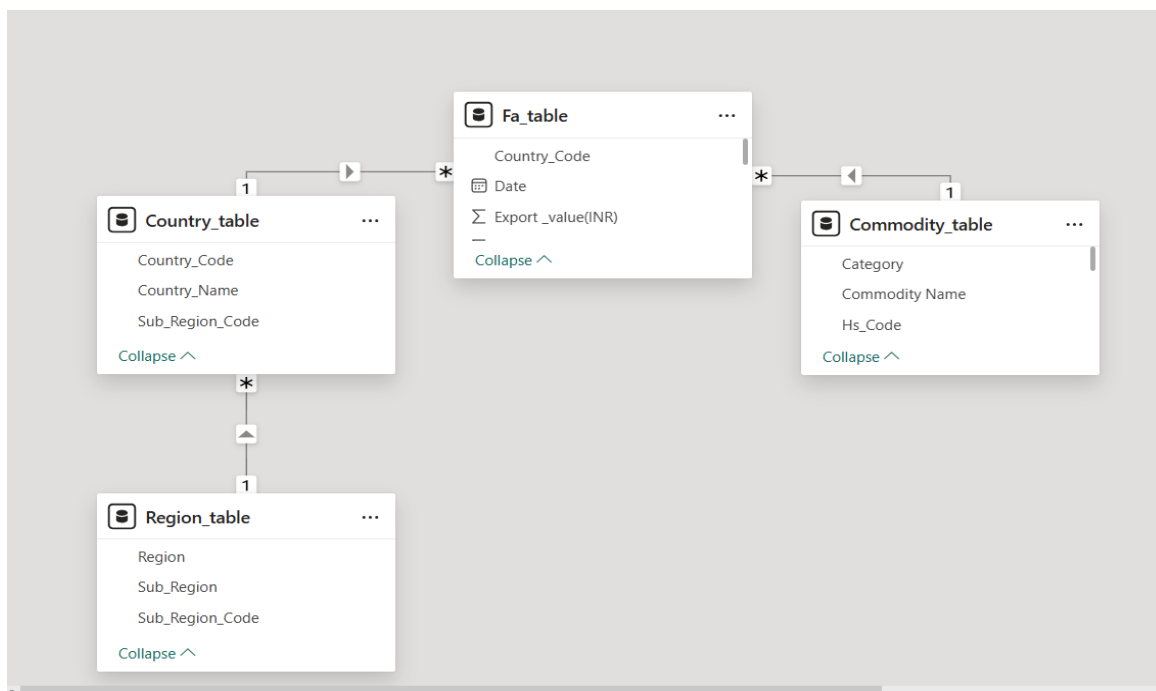 Fa_table
...
Country_Code
Date
Σ Export _value(INR)
Collapse
1
*
*
1
Country_table
...
Country_Code
Country_Name
Sub_Region_Code
Collapse
Commodity_table
...
Category
Commodity Name
Hs_Code
Collapse
*
1
Region_table
...
Region
Sub_Region
Sub_Region_Code
Collapse